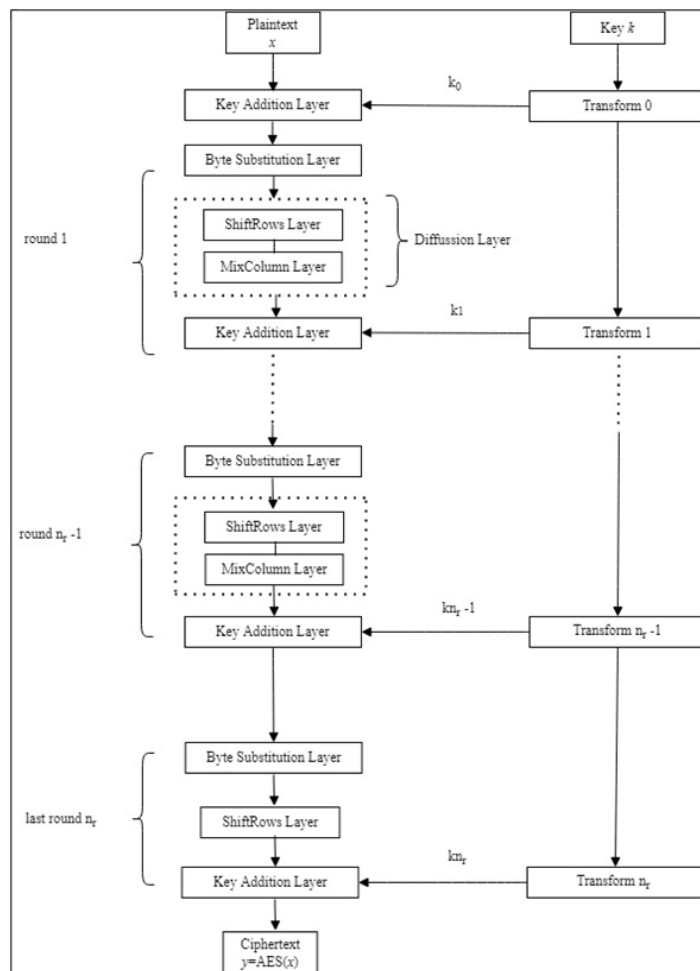 Plaintext
x
Key k
k0
Key Addition Layer
Transform 0
Byte Substitution Layer
round 1
ShiftRows Layer
Diffussion Layer
MixColumn Layer
k1
Key Addition Layer
Transform 1
Byte Substitution Layer
round nr -1
ShiftRows Layer
MixColumn Layer
knr -1
Key Addition Layer
Transform nr -1
Byte Substitution Layer
last round nr
ShiftRows Layer
knr
Key Addition Layer
Transform nr
Ciphertext
y=AES(x)